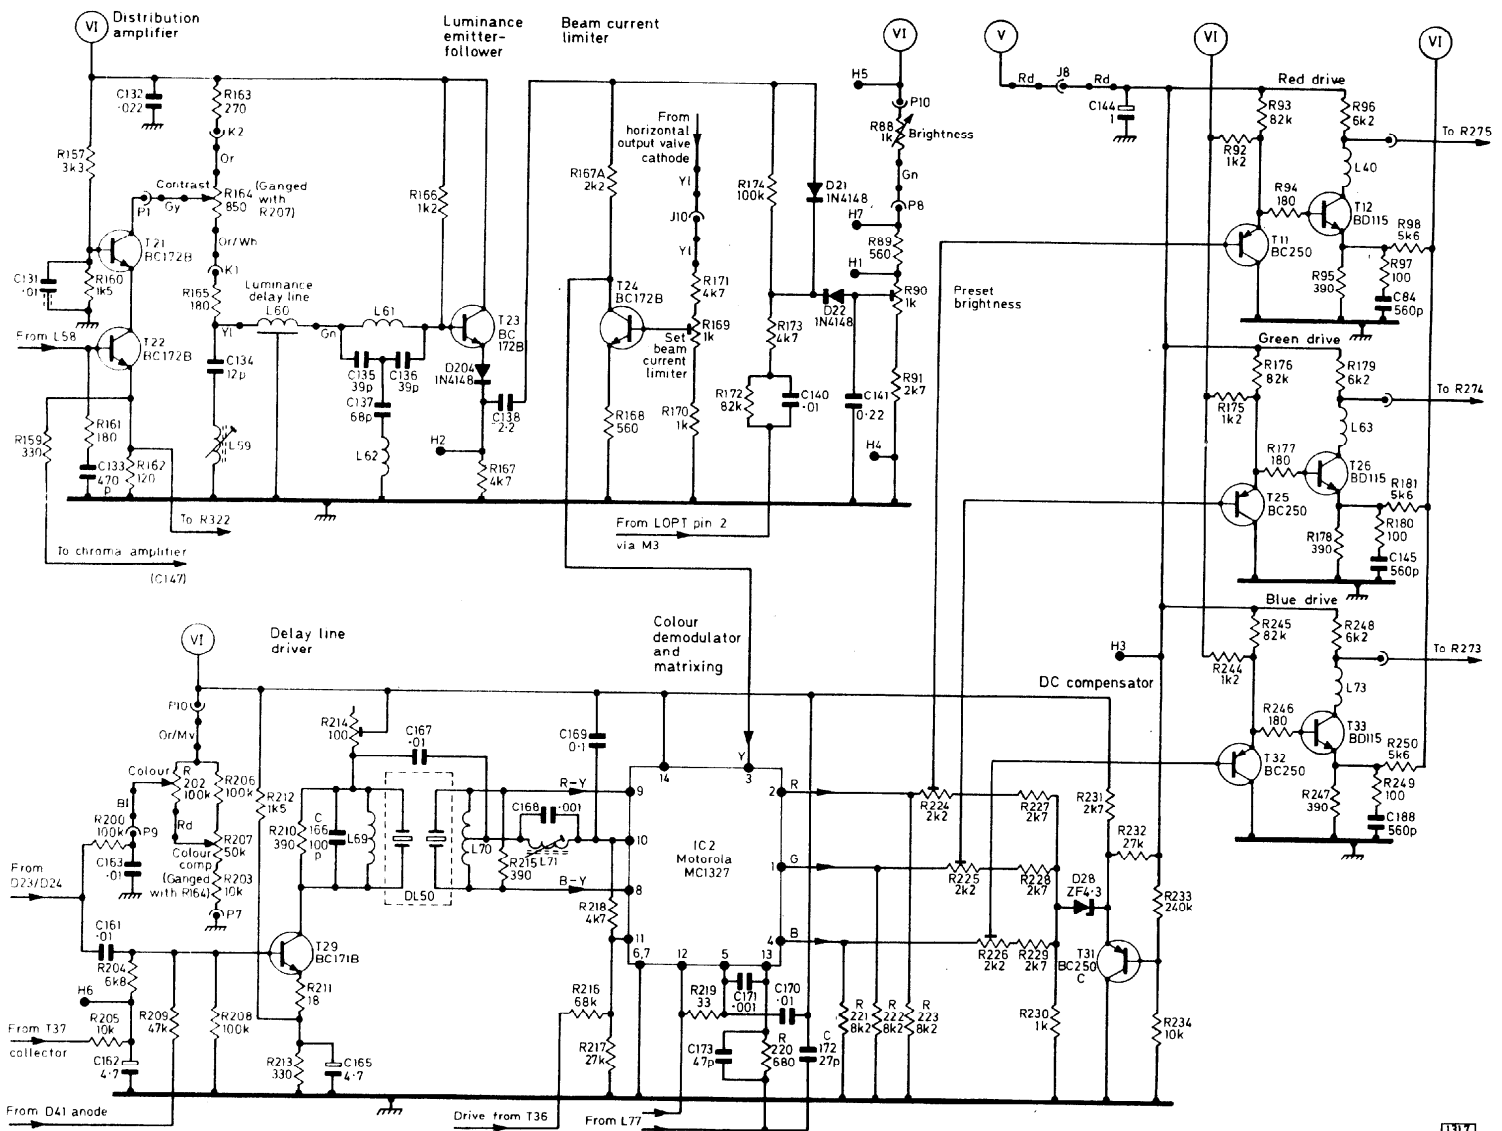 VI
Distribution
amplifier
Luminance
emitter-
follower
Beam current
limiter
VI
V
VI
VI
C132
·022
R163
270
K2
Or
R157
3k3
Contrast
P1
Gy
R164
850
(Ganged
with
R207)
Or/Wh
K1
T21
BC172B
C131
·01
R160
1k5
R165
180
Luminance
delay line
L60
Yl
Gn
L61
R166
1k2
T23
BC
172B
D204
1N4148
From L58
T22
BC172B
C134
12p
C135
39p
C136
39p
C137
68p
L62
L59
C138
2·2
H2
R167
4k7
R159
330
R161
180
C133
470
p
R162
120
To R322
To chroma amplifier
(C147)
R167A
2k2
From
horizontal
output valve
cathode
Yl
J10
Yl
R171
4k7
T24
BC172B
R169
1k
Set
beam
current
limiter
R168
560
R170
1k
R174
100k
D21
1N4148
D22
1N4148
R173
4k7
R172
82k
C140
·01
C141
0·22
From LOPT pin 2
via M3
H5
P10
R88
1k
Brightness
Gn
P8
H7
R89
560
H1
R90
1k
R91
2k7
H4
Preset
brightness
Rd
J8
Rd
C144
1
Red drive
R93
82k
R96
6k2
To R275
R92
1k2
L40
R94
180
T12
BD115
R98
5k6
T11
BC250
R97
100
R95
390
C84
560p
Green drive
R176
82k
R179
6k2
To R274
R175
1k2
L63
R177
180
T26
BD115
R181
5k6
T25
BC250
R180
100
R178
390
C145
560p
Blue drive
R245
82k
R248
6k2
To R273
H3
R244
1k2
L73
R246
180
T33
BD115
R250
5k6
T32
BC250
R249
100
R247
390
C188
560p
VI
Delay line
driver
Colour
demodulator
and
matrixing
DC compensator
P10
Or/Mv
Colour
R
202
100k
R206
100k
Bl
R200
100k
P9
Rd
R207
50k
Colour
comp
(Ganged
with R164)
R203
10k
P7
C163
·01
From
D23/D24
C161
·01
R204
6k8
H6
R205
10k
From T37
collector
C162
4·7
R209
47k
R208
100k
From D41 anode
R212
1k5
R214
100
C167
·01
R210
390
C
166
100
p
L69
DL50
L70
T29
BC171B
R211
18
R213
330
C165
4·7
C169
0·1
R-Y
C168
·001
L71
R215
390
B-Y
R218
4k7
R216
68k
R217
27k
Drive from T36
From L77
Y
14
3
9
10
8
11
6,7
12
5
13
2
1
4
IC2
Motorola
MC1327
R219
33
C171
·001
C170
·01
C173
47p
R
220
680
C
172
27p
R
G
B
R224
2k2
R227
2k7
R225
2k2
R228
2k7
R226
2k2
R229
2k7
R
221
8k2
R
222
8k2
R
223
8k2
R230
1k
R231
2k7
R232
27k
D28
ZF4·3
R233
240k
T31
BC250
C
R234
10k
1317